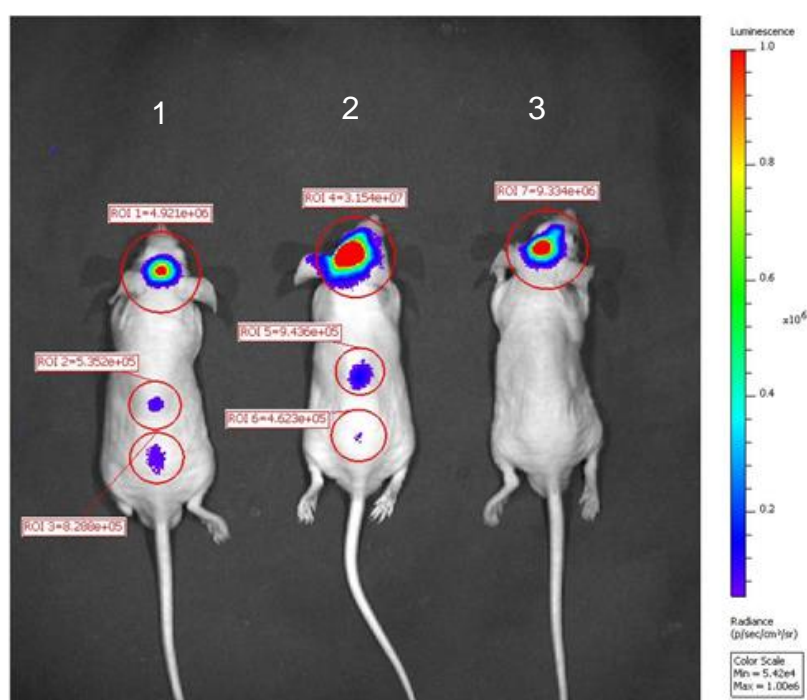 1
2
3
ROI 1=4.921e+06
ROI 4=3.154e+07
ROI 7=9.334e+06
ROI 5=9.436e+05
ROI 2=5.352e+05
ROI 6=4.623e+05
ROI 3=8.288e+05
Luminescence
1.0
0.8
0.6
x10⁶
0.4
0.2
Radiance
(p/sec/cm²/sr)
Color Scale
Min = 5.42e4
Max = 1.00e6